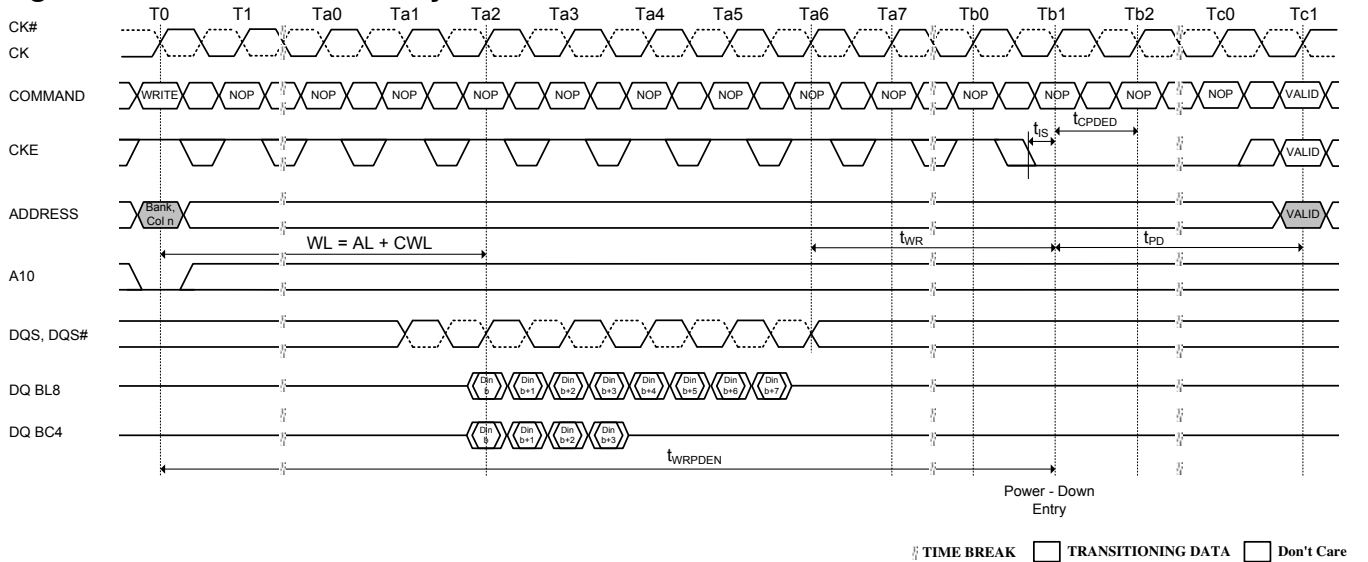 T0 T1 Ta0 Ta1 Ta2 Ta3 Ta4 Ta5 Ta6 Ta7 Tb0 Tb1 Tb2 Tc0 Tc1
CK#
CK
COMMAND WRITE NOP NOP NOP NOP NOP NOP NOP NOP NOP NOP NOP NOP NOP VALID
tIS tCPDED
CKE VALID
ADDRESS Bank, Col n VALID
WL = AL + CWL tWR tPD
A10
DQS, DQS#
DQ BL8 Din b Din b+1 Din b+2 Din b+3 Din b+4 Din b+5 Din b+6 Din b+7
DQ BC4 Din b Din b+1 Din b+2 Din b+3
tWRPDEN
Power - Down
Entry
TIME BREAK TRANSITIONING DATA Don't Care